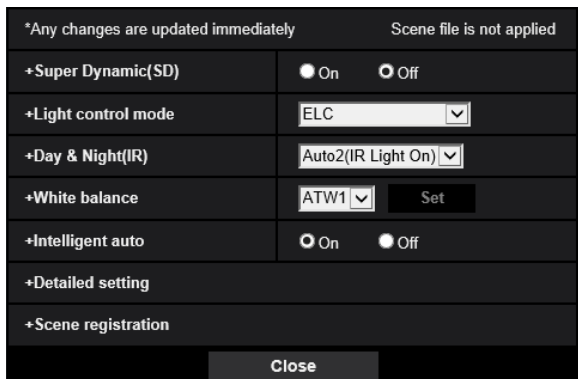 *Any changes are updated immediately Scene file is not applied
+Super Dynamic(SD) On Off
+Light control mode ELC
+Day & Night(IR) Auto2(IR Light On)
+White balance ATW1 Set
+Intelligent auto On Off
+Detailed setting
+Scene registration
Close